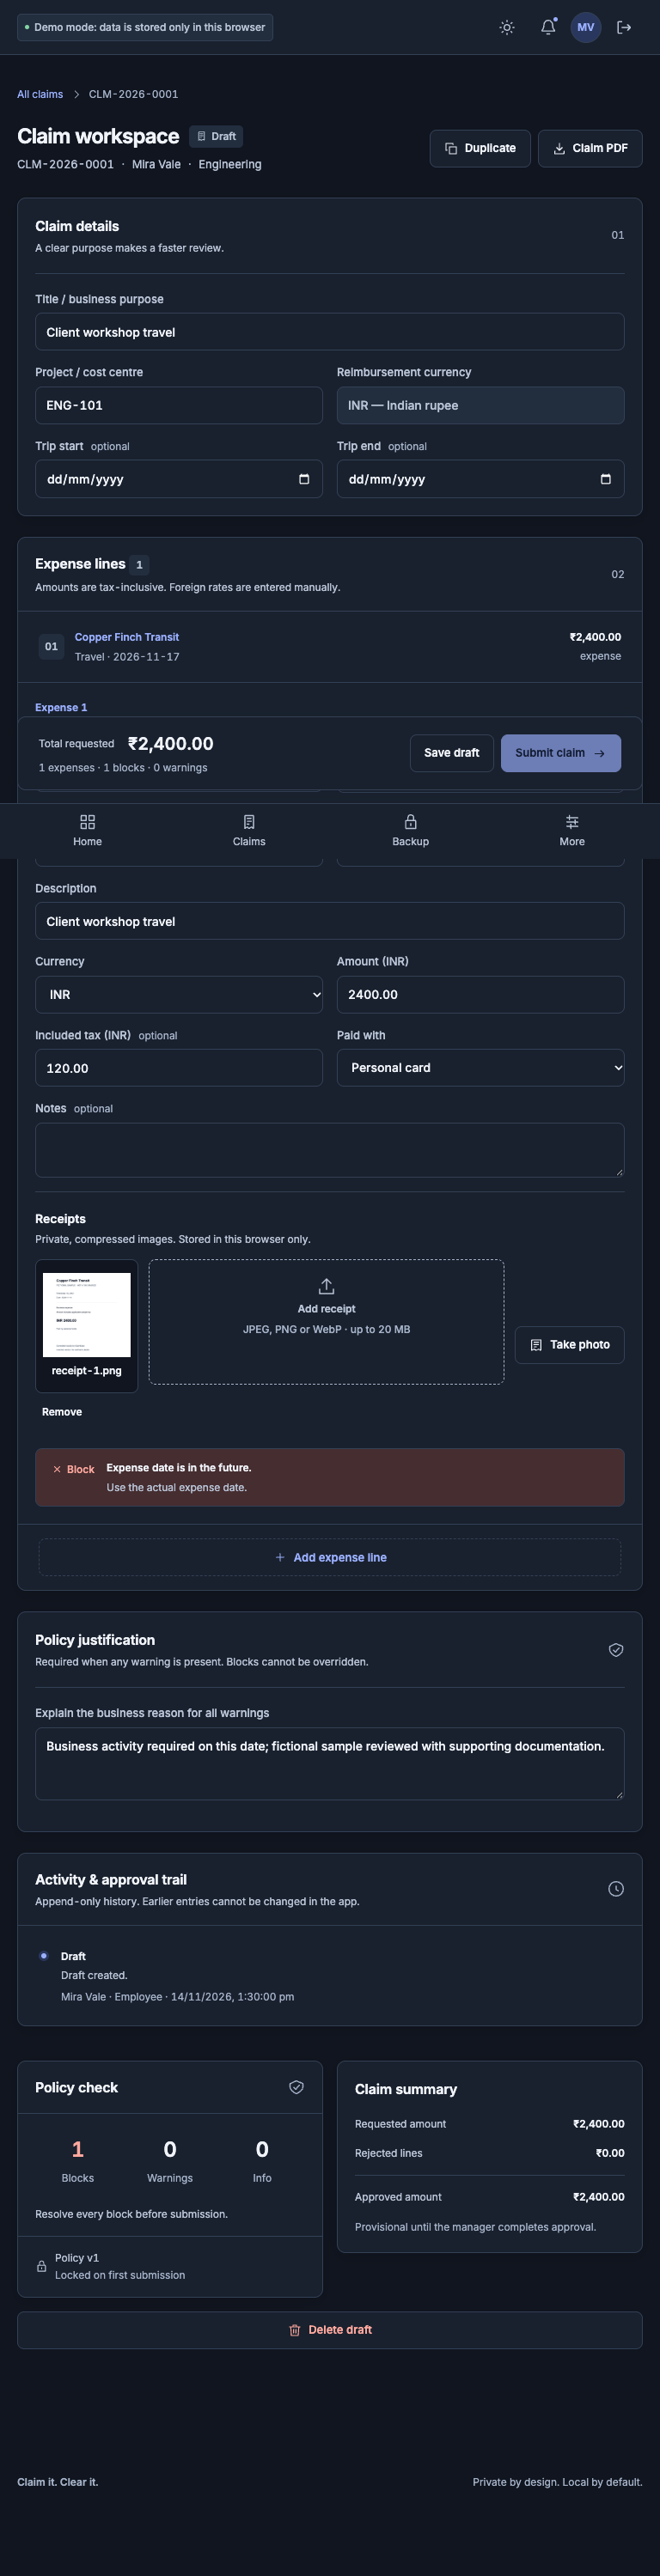 Demo mode: data is stored only in this browser
MV
All claims > CLM-2026-0001
Claim workspace
Draft
CLM-2026-0001 · Mira Vale · Engineering
Duplicate
Claim PDF
Claim details
A clear purpose makes a faster review.
01
Title / business purpose
Client workshop travel
Project / cost centre
Reimbursement currency
ENG-101
INR — Indian rupee
Trip start optional
Trip end optional
dd/mm/yyyy
dd/mm/yyyy
Expense lines 1
Amounts are tax-inclusive. Foreign rates are entered manually.
02
01
Copper Finch Transit
₹2,400.00
Travel · 2026-11-17
expense
Expense 1
Total requested ₹2,400.00
1 expenses · 1 blocks · 0 warnings
Save draft
Submit claim
Home
Claims
Backup
More
Description
Client workshop travel
Currency
Amount (INR)
INR
2400.00
Included tax (INR) optional
Paid with
120.00
Personal card
Notes optional
Receipts
Private, compressed images. Stored in this browser only.
Copper Finch Transit
INR 2400.00
receipt-1.png
Remove
Add receipt
JPEG, PNG or WebP · up to 20 MB
Take photo
Block
Expense date is in the future.
Use the actual expense date.
Add expense line
Policy justification
Required when any warning is present. Blocks cannot be overridden.
Explain the business reason for all warnings
Business activity required on this date; fictional sample reviewed with supporting documentation.
Activity & approval trail
Append-only history. Earlier entries cannot be changed in the app.
Draft
Draft created.
Mira Vale · Employee · 14/11/2026, 1:30:00 pm
Policy check
1
0
0
Blocks
Warnings
Info
Resolve every block before submission.
Policy v1
Locked on first submission
Claim summary
Requested amount ₹2,400.00
Rejected lines ₹0.00
Approved amount ₹2,400.00
Provisional until the manager completes approval.
Delete draft
Claim it. Clear it.
Private by design. Local by default.